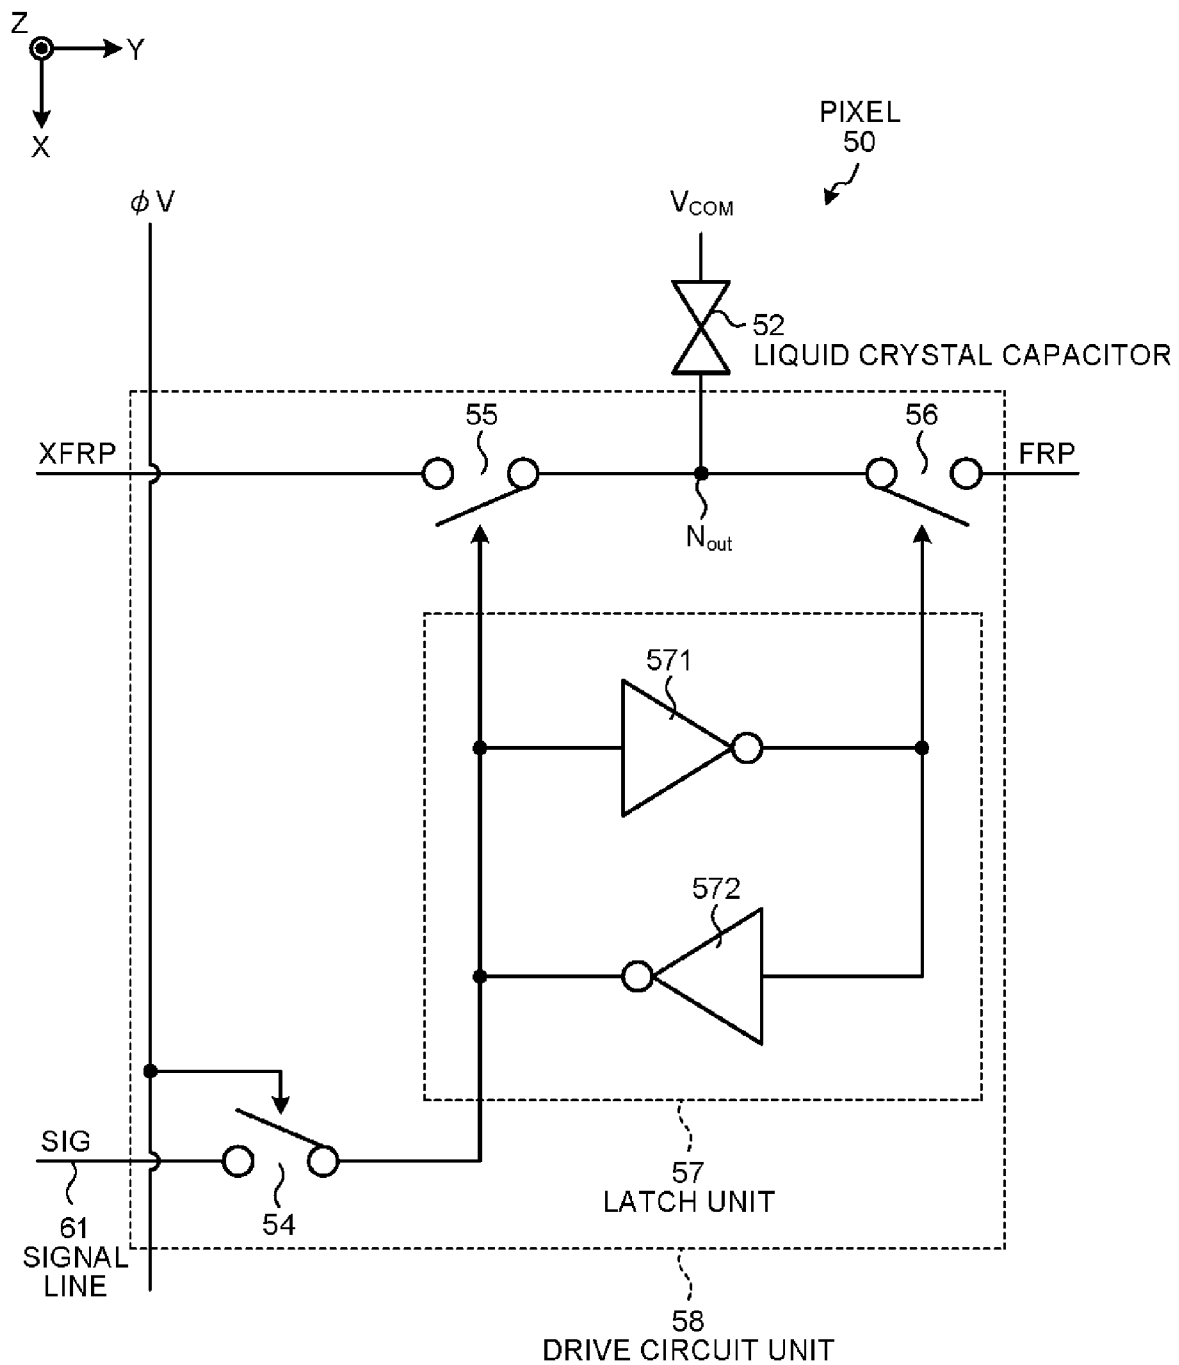 Z
Y
X
PIXEL
50
ϕV
VCOM
52
LIQUID CRYSTAL CAPACITOR
55
56
XFRP
FRP
Nout
571
572
SIG
54
57
LATCH UNIT
61
SIGNAL
LINE
58
DRIVE CIRCUIT UNIT